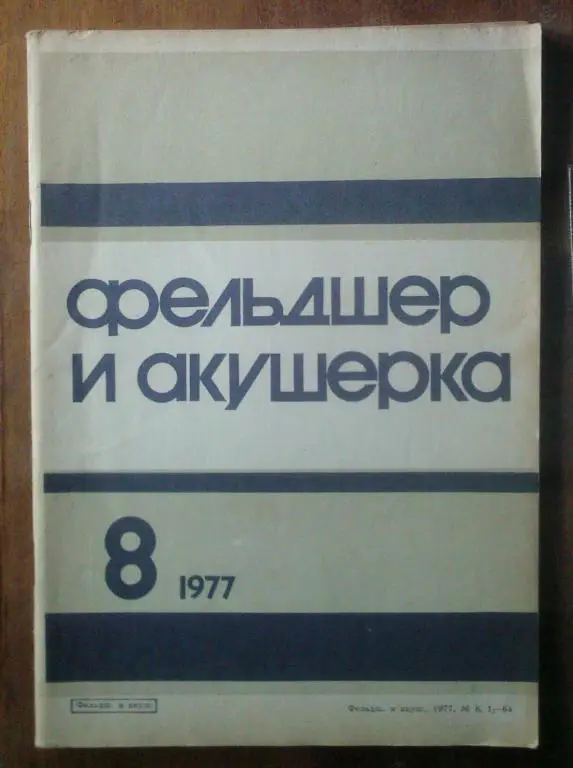 фельдшер
и акушерка
8 1977
Фельдш. и акуш.
Фельдш. и акуш. 1977, № 8, 1—64